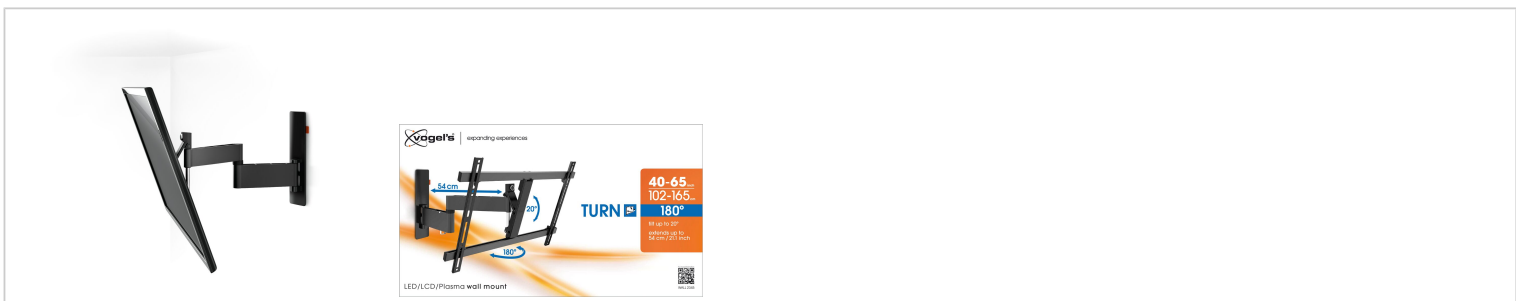 vogel's expanding experiences
54 cm
20°
180°
TURN
40-65
102-165
180°
tilt up to 20°
extends up to
54 cm / 21.1 inch
LED/LCD/Plasma wall mount